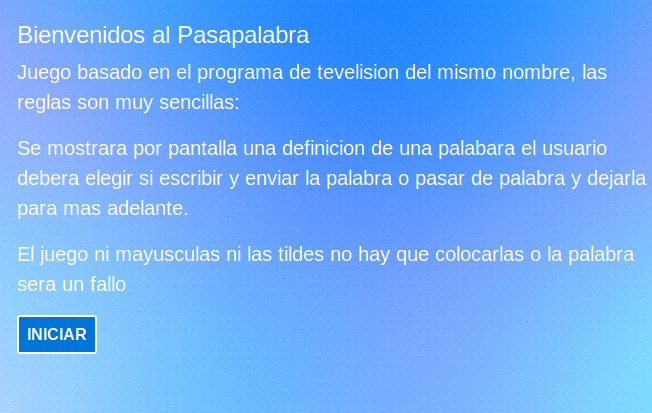 Bienvenidos al Pasapalabra
Juego basado en el programa de tevelision del mismo nombre, las
reglas son muy sencillas:
Se mostrara por pantalla una definicion de una palabara el usuario
debera elegir si escribir y enviar la palabra o pasar de palabra y dejarla
para mas adelante.
El juego ni mayusculas ni las tildes no hay que colocarlas o la palabra
sera un fallo
INICIAR